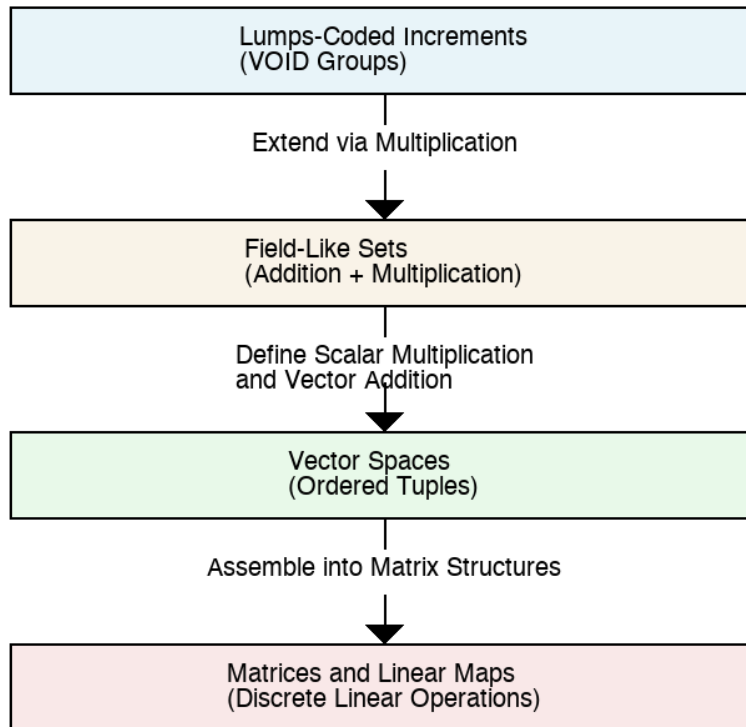 Lumps-Coded Increments
(VOID Groups)
Extend via Multiplication
Field-Like Sets
(Addition + Multiplication)
Define Scalar Multiplication
and Vector Addition
Vector Spaces
(Ordered Tuples)
Assemble into Matrix Structures
Matrices and Linear Maps
(Discrete Linear Operations)